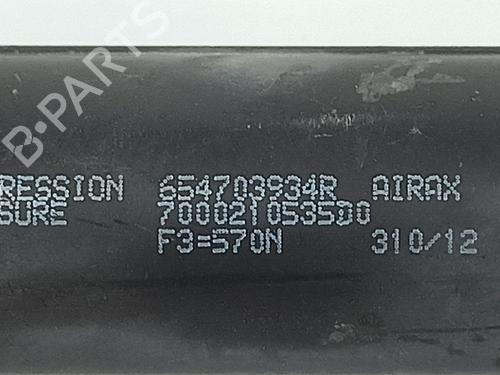 B-PARTS
RESSION 654703934R AIRAX
SURE 7000210535D0
F3=570N 310/12